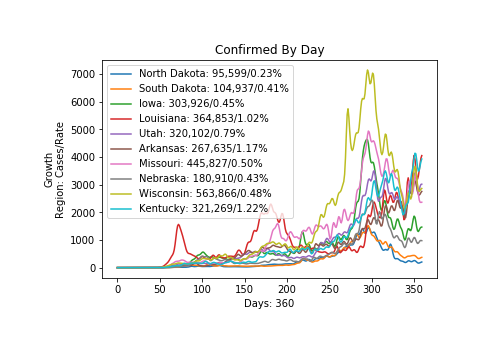 Confirmed By Day
Growth
Region: Cases/Rate
7000
6000
5000
4000
3000
2000
1000
0
North Dakota: 95,599/0.23%
South Dakota: 104,937/0.41%
Iowa: 303,926/0.45%
Louisiana: 364,853/1.02%
Utah: 320,102/0.79%
Arkansas: 267,635/1.17%
Missouri: 445,827/0.50%
Nebraska: 180,910/0.43%
Wisconsin: 563,866/0.48%
Kentucky: 321,269/1.22%
0 50 100 150 200 250 300 350
Days: 360